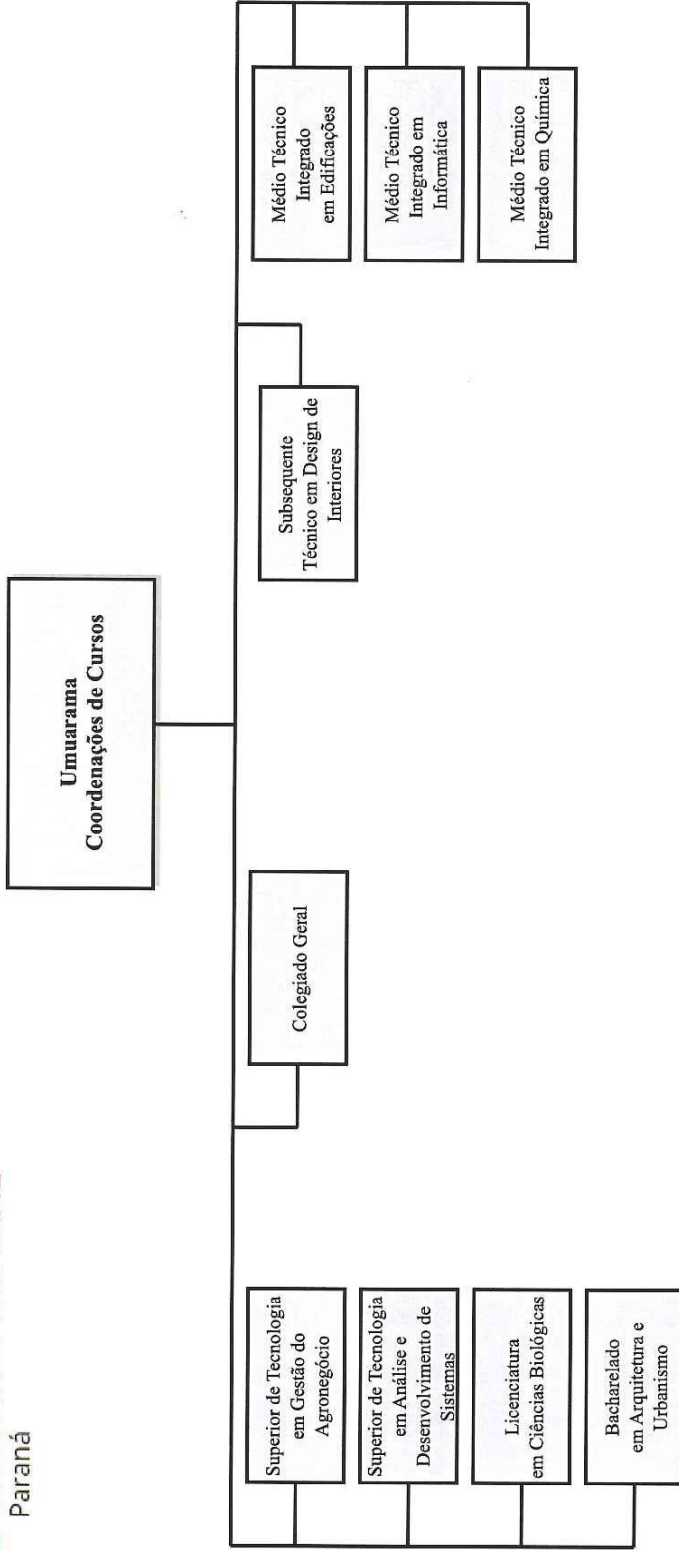 Paraná
Umuarama
Coordenações de Cursos
Superior de Tecnologia
em Gestão do
Agronegócio
Superior de Tecnologia
em Análise e
Desenvolvimento de
Sistemas
Licenciatura
em Ciências Biológicas
Bacharelado
em Arquitetura e
Urbanismo
Colegiado Geral
Subsequente
Técnico em Design de
Interiores
Médio Técnico
Integrado
em Edificações
Médio Técnico
Integrado em
Informática
Médio Técnico
Integrado em Química